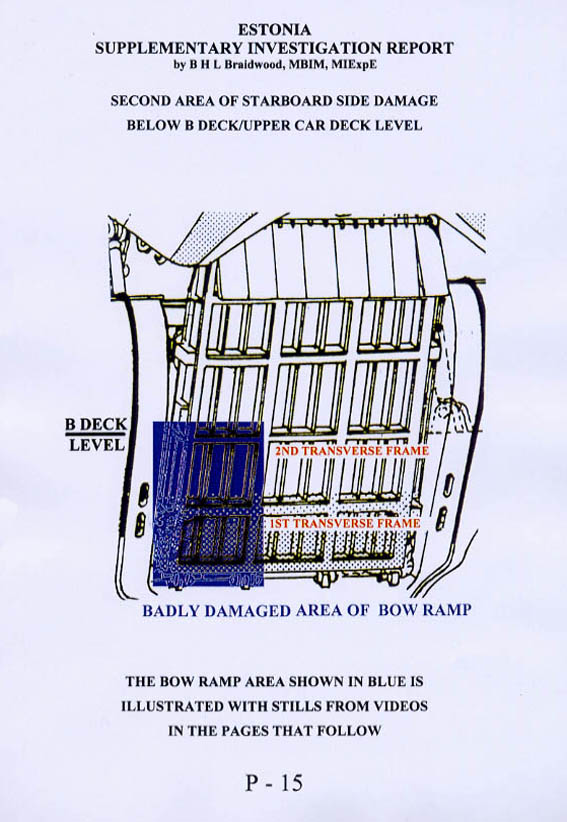 ESTONIA
SUPPLEMENTARY INVESTIGATION REPORT
by B H L Braidwood, MBIM, MIExpE
SECOND AREA OF STARBOARD SIDE DAMAGE
BELOW B DECK/UPPER CAR DECK LEVEL
B DECK
LEVEL
2ND TRANSVERSE FRAME
1ST TRANSVERSE FRAME
BADLY DAMAGED AREA OF BOW RAMP
THE BOW RAMP AREA SHOWN IN BLUE IS
ILLUSTRATED WITH STILLS FROM VIDEOS
IN THE PAGES THAT FOLLOW
P - 15